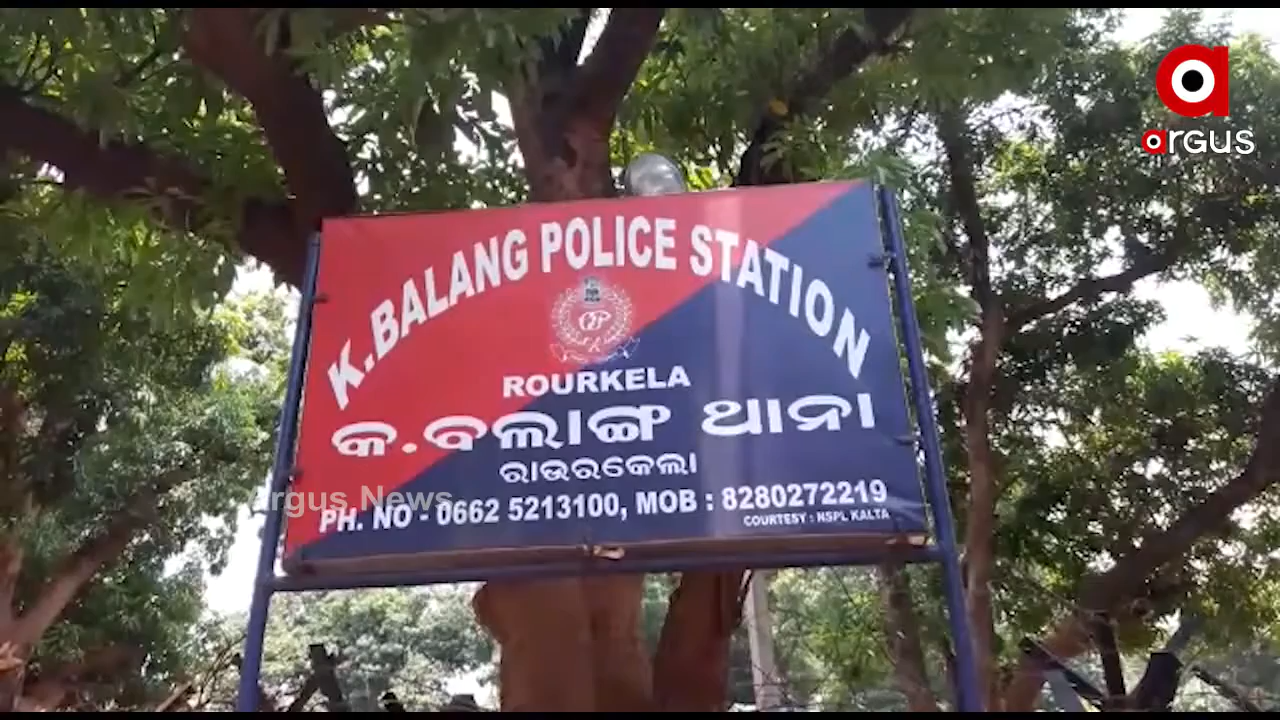 argus
K.BALANG POLICE STATION
ROURKELA
କ.ବଲାଙ୍ଗ ଥାନା
ରାଉରକେଲା
Argus News
PH. NO - 0662 5213100, MOB : 8280272219
COURTESY : NSPL KALTA